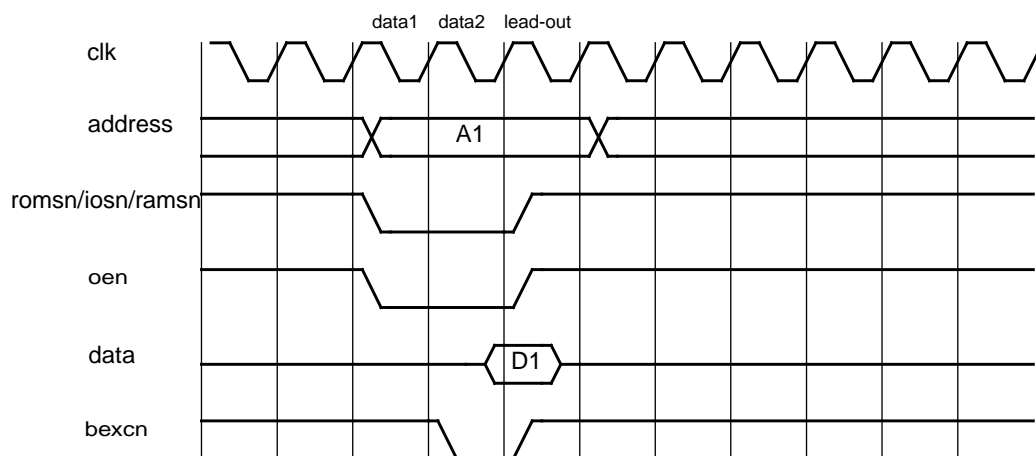 data1 data2 lead-out
clk
address A1
romsn/iosn/ramsn
oen
data D1
bexcn